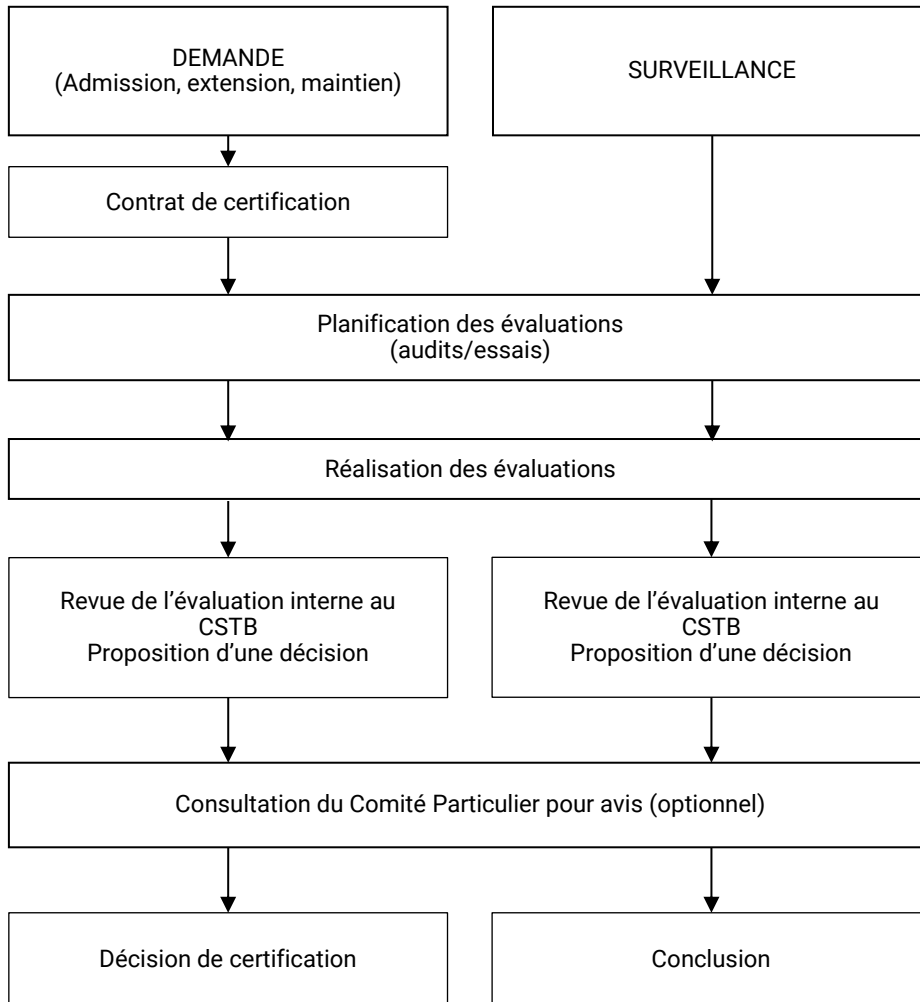 DEMANDE
(Admission, extension, maintien)
SURVEILLANCE
Contrat de certification
Planification des évaluations
(audits/essais)
Réalisation des évaluations
Revue de l’évaluation interne au
CSTB
Proposition d’une décision
Revue de l’évaluation interne au
CSTB
Proposition d’une décision
Consultation du Comité Particulier pour avis (optionnel)
Décision de certification
Conclusion